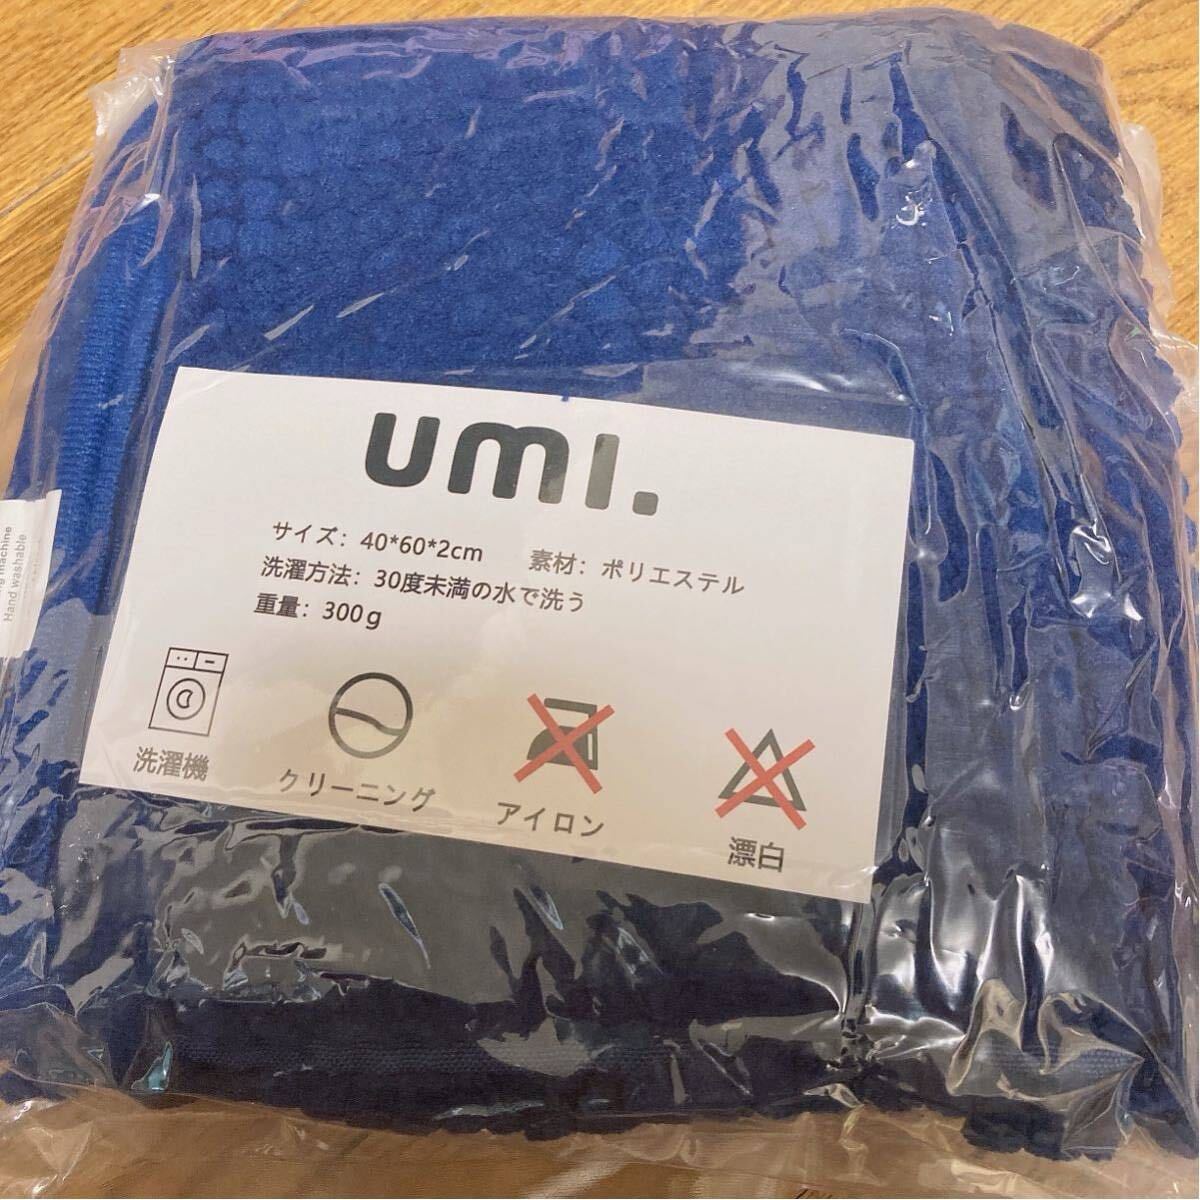 umi.
サイズ：40*60*2cm 素材：ポリエステル
洗濯方法：30度未満の水で洗う
重量：300g
洗濯機
クリーニング
アイロン
漂白
machine
Hand washable